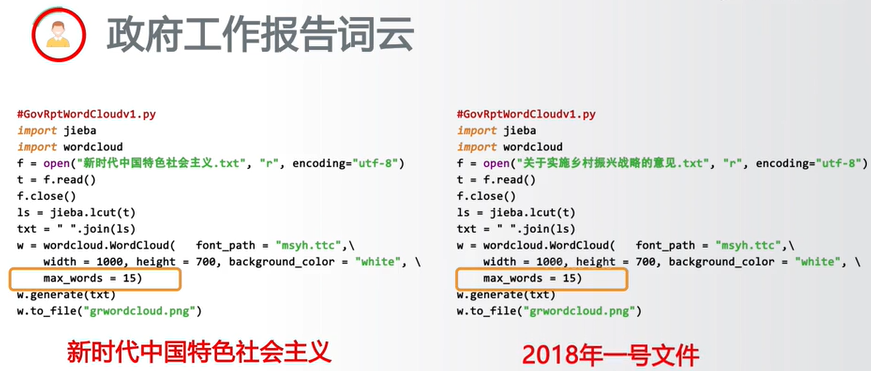 政府工作报告词云
#GovRptWordCloudv1.py
import jieba
import wordcloud
f = open("新时代中国特色社会主义.txt", "r", encoding="utf-8")
t = f.read()
f.close()
ls = jieba.lcut(t)
txt = " ".join(ls)
w = wordcloud.WordCloud( font_path = "msyh.ttc",\
width = 1000, height = 700, background_color = "white", \
max_words = 15)
w.generate(txt)
w.to_file("grwordcloud.png")
新时代中国特色社会主义
#GovRptWordCloudv1.py
import jieba
import wordcloud
f = open("关于实施乡村振兴战略的意见.txt", "r", encoding="utf-8")
t = f.read()
f.close()
ls = jieba.lcut(t)
txt = " ".join(ls)
w = wordcloud.WordCloud( font_path = "msyh.ttc",\
width = 1000, height = 700, background_color = "white", \
max_words = 15)
w.generate(txt)
w.to_file("grwordcloud.png")
2018年一号文件